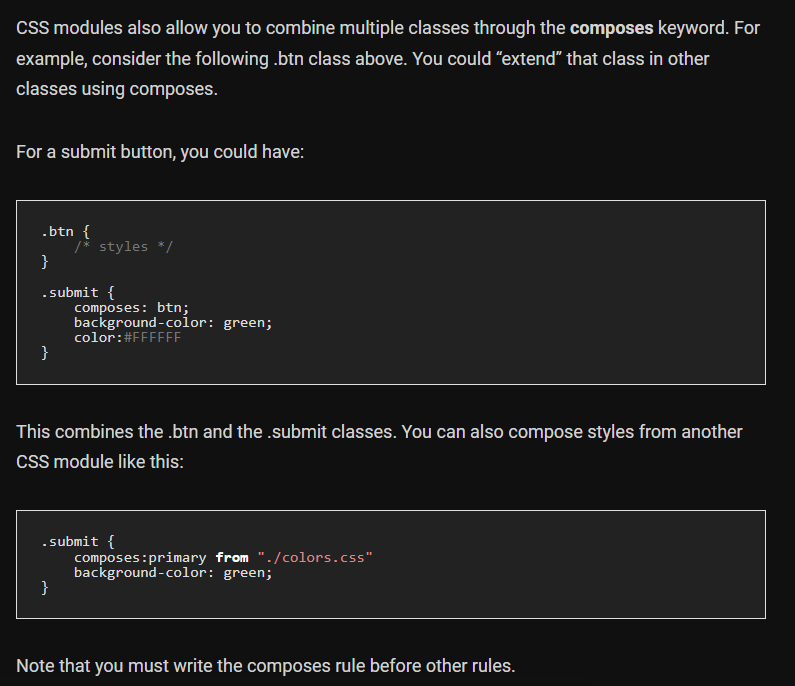 CSS modules also allow you to combine multiple classes through the composes keyword. For
example, consider the following .btn class above. You could “extend” that class in other
classes using composes.
For a submit button, you could have:
.btn {
    /* styles */
}
.submit {
    composes: btn;
    background-color: green;
    color:#FFFFFF
}
This combines the .btn and the .submit classes. You can also compose styles from another
CSS module like this:
.submit {
    composes:primary from "./colors.css"
    background-color: green;
}
Note that you must write the composes rule before other rules.